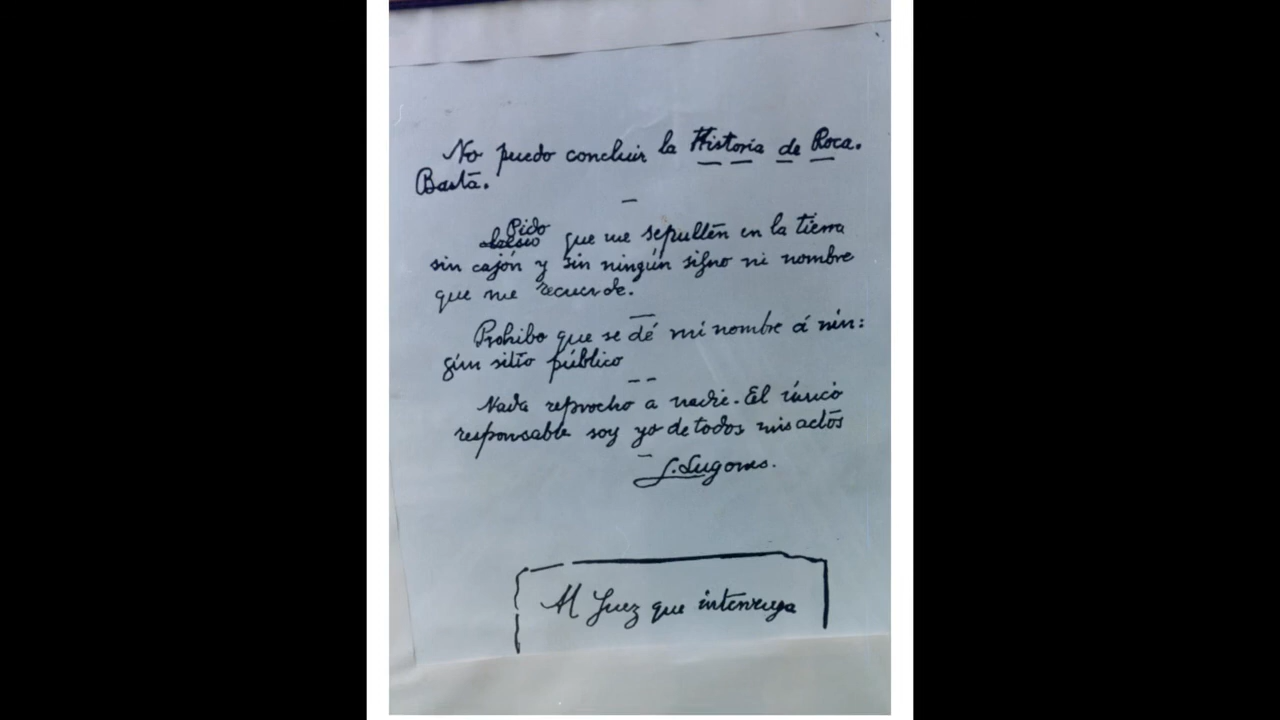 No puedo concluir la Historia de Roca.
Basta.
Pido
deseo que me sepulten en la tierra
sin cajón y sin ningún signo ni nombre
que me recuerde.
Prohibo que se dé mi nombre á nin:
gún sitio público
Nada reprocho a nadie. El único
responsable soy yo de todos mis actos
L. Lugones.
Al Juez que intervenga